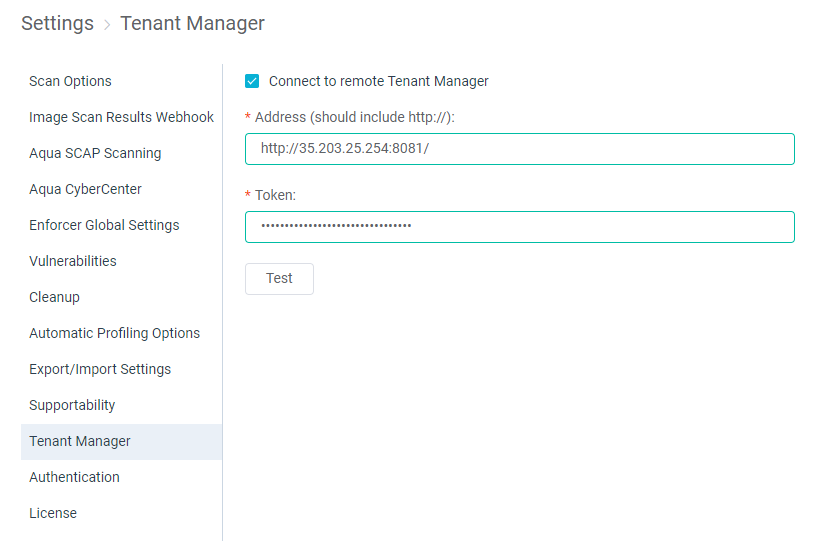 Settings > Tenant Manager
Scan Options
Image Scan Results Webhook
Aqua SCAP Scanning
Aqua CyberCenter
Enforcer Global Settings
Vulnerabilities
Cleanup
Automatic Profiling Options
Export/Import Settings
Supportability
Tenant Manager
Authentication
License
Connect to remote Tenant Manager
* Address (should include http://):
http://35.203.25.254:8081/
* Token:
••••••••••••••••••••••••••••••••
Test